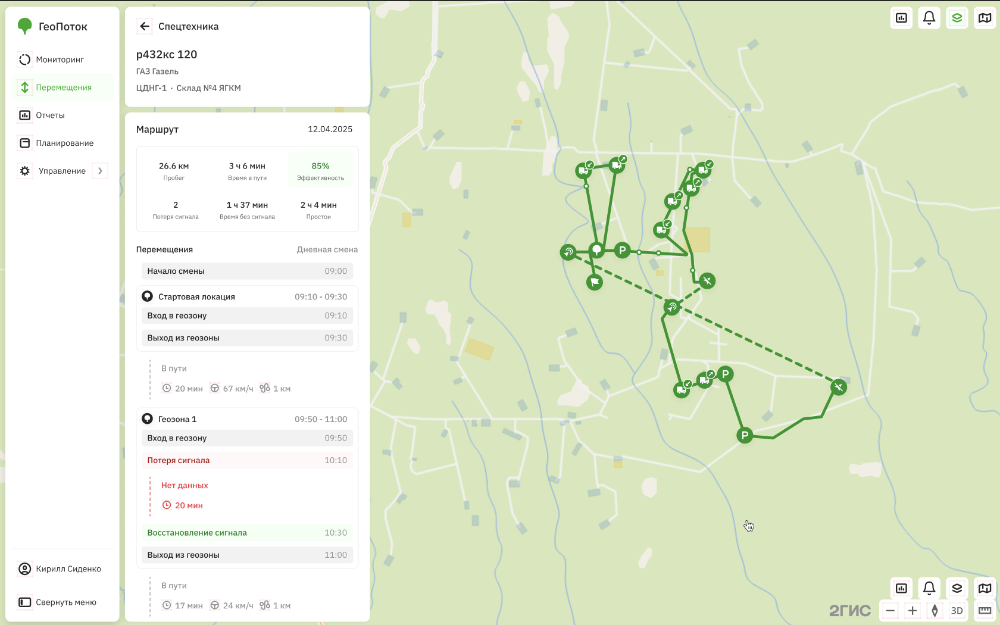 ГеоПоток
Мониторинг
Перемещения
Отчеты
Планирование
Управление
Кирилл Сиденко
Свернуть меню
Спецтехника
р432кс 120
ГАЗ Газель
ЦДНГ-1 · Склад №4 ЯГКМ
Маршрут 12.04.2025
26.6 км 3 ч 6 мин 85%
Пробег Время в пути Эффективность
2 1 ч 37 мин 2 ч 4 мин
Потеря сигнала Время без сигнала Простои
Перемещения Дневная смена
Начало смены 09:00
Стартовая локация 09:10 - 09:30
Вход в геозону 09:10
Выход из геозоны 09:30
В пути
20 мин 67 км/ч 1 км
Геозона 1 09:50 - 11:00
Вход в геозону 09:50
Потеря сигнала 10:10
Нет данных
20 мин
Восстановление сигнала 10:30
Выход из геозоны 11:00
В пути
17 мин 24 км/ч 1 км
P
P
P
2ГИС
3D